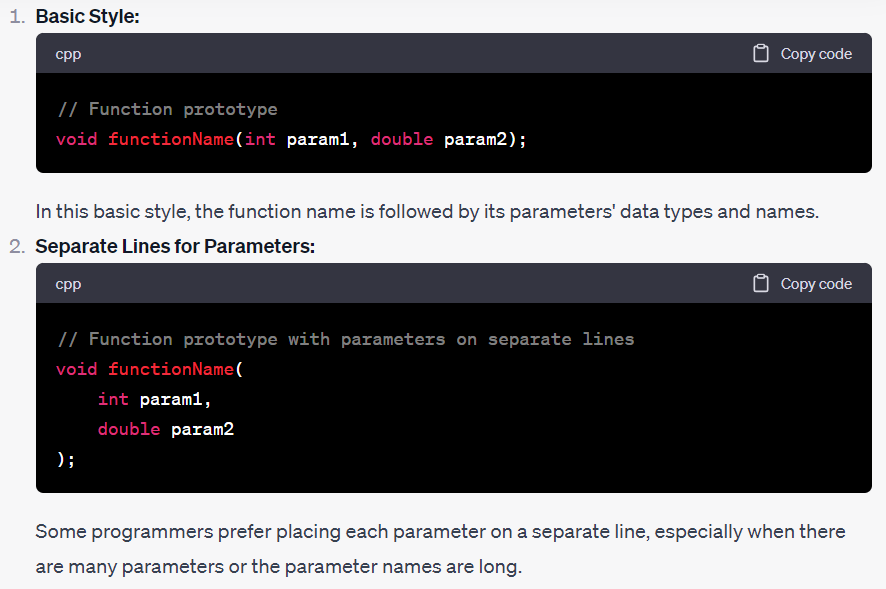 1. Basic Style:
cpp Copy code
// Function prototype
void functionName(int param1, double param2);
In this basic style, the function name is followed by its parameters' data types and names.
2. Separate Lines for Parameters:
cpp Copy code
// Function prototype with parameters on separate lines
void functionName(
    int param1,
    double param2
);
Some programmers prefer placing each parameter on a separate line, especially when there
are many parameters or the parameter names are long.